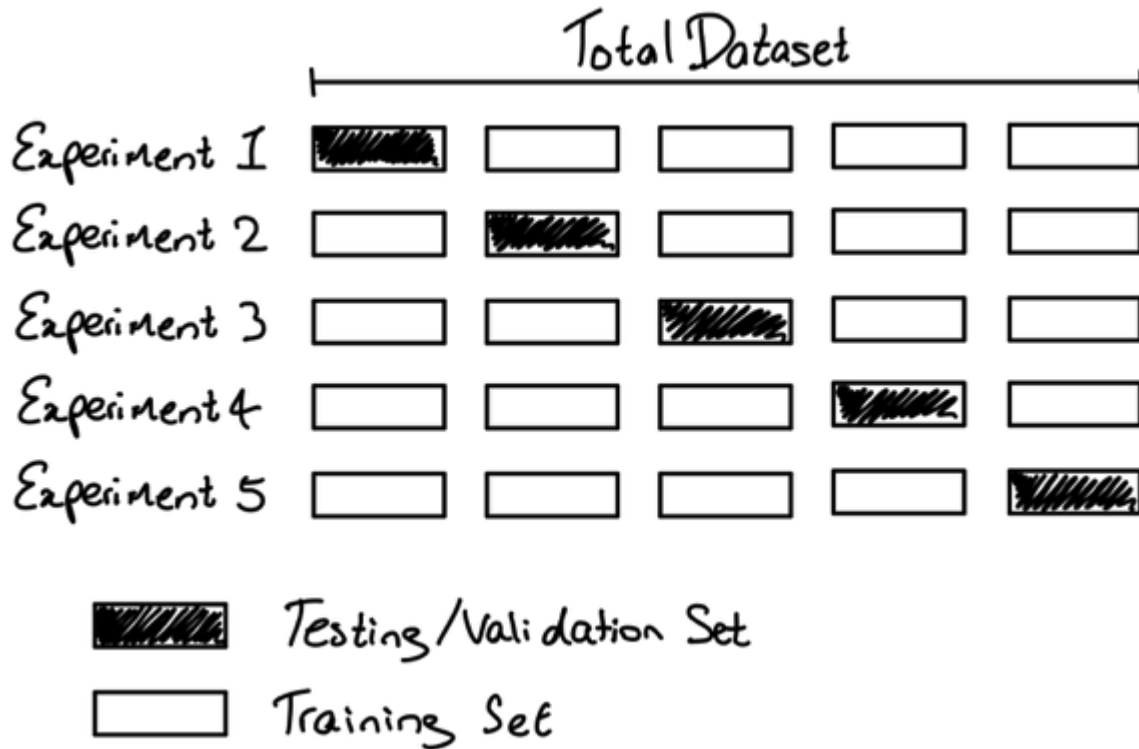 Total Dataset
Experiment 1
Experiment 2
Experiment 3
Experiment 4
Experiment 5
Testing/Validation Set
Training Set